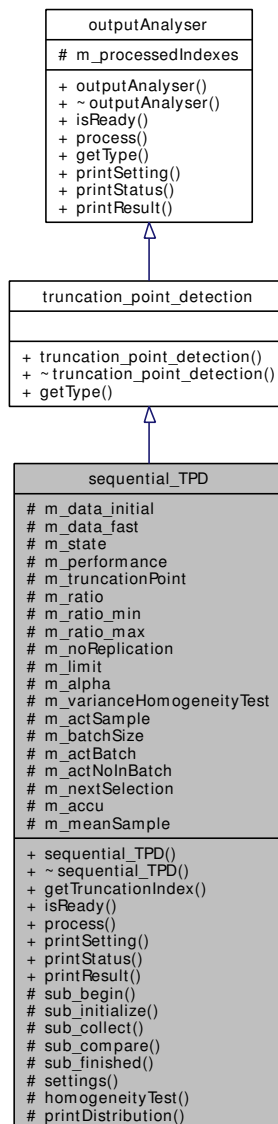 outputAnalyser
# m_processedIndexes
+ outputAnalyser()
+ ~outputAnalyser()
+ isReady()
+ process()
+ getType()
+ printSetting()
+ printStatus()
+ printResult()
truncation_point_detection
+ truncation_point_detection()
+ ~truncation_point_detection()
+ getType()
sequential_TPD
# m_data_initial
# m_data_fast
# m_state
# m_performance
# m_truncationPoint
# m_ratio
# m_ratio_min
# m_ratio_max
# m_noReplication
# m_limit
# m_alpha
# m_varianceHomogeneityTest
# m_actSample
# m_batchSize
# m_actBatch
# m_actNoInBatch
# m_nextSelection
# m_accu
# m_meanSample
+ sequential_TPD()
+ ~sequential_TPD()
+ getTruncationIndex()
+ isReady()
+ process()
+ printSetting()
+ printStatus()
+ printResult()
# sub_begin()
# sub_initialize()
# sub_collect()
# sub_compare()
# sub_finished()
# settings()
# homogeneityTest()
# printDistribution()